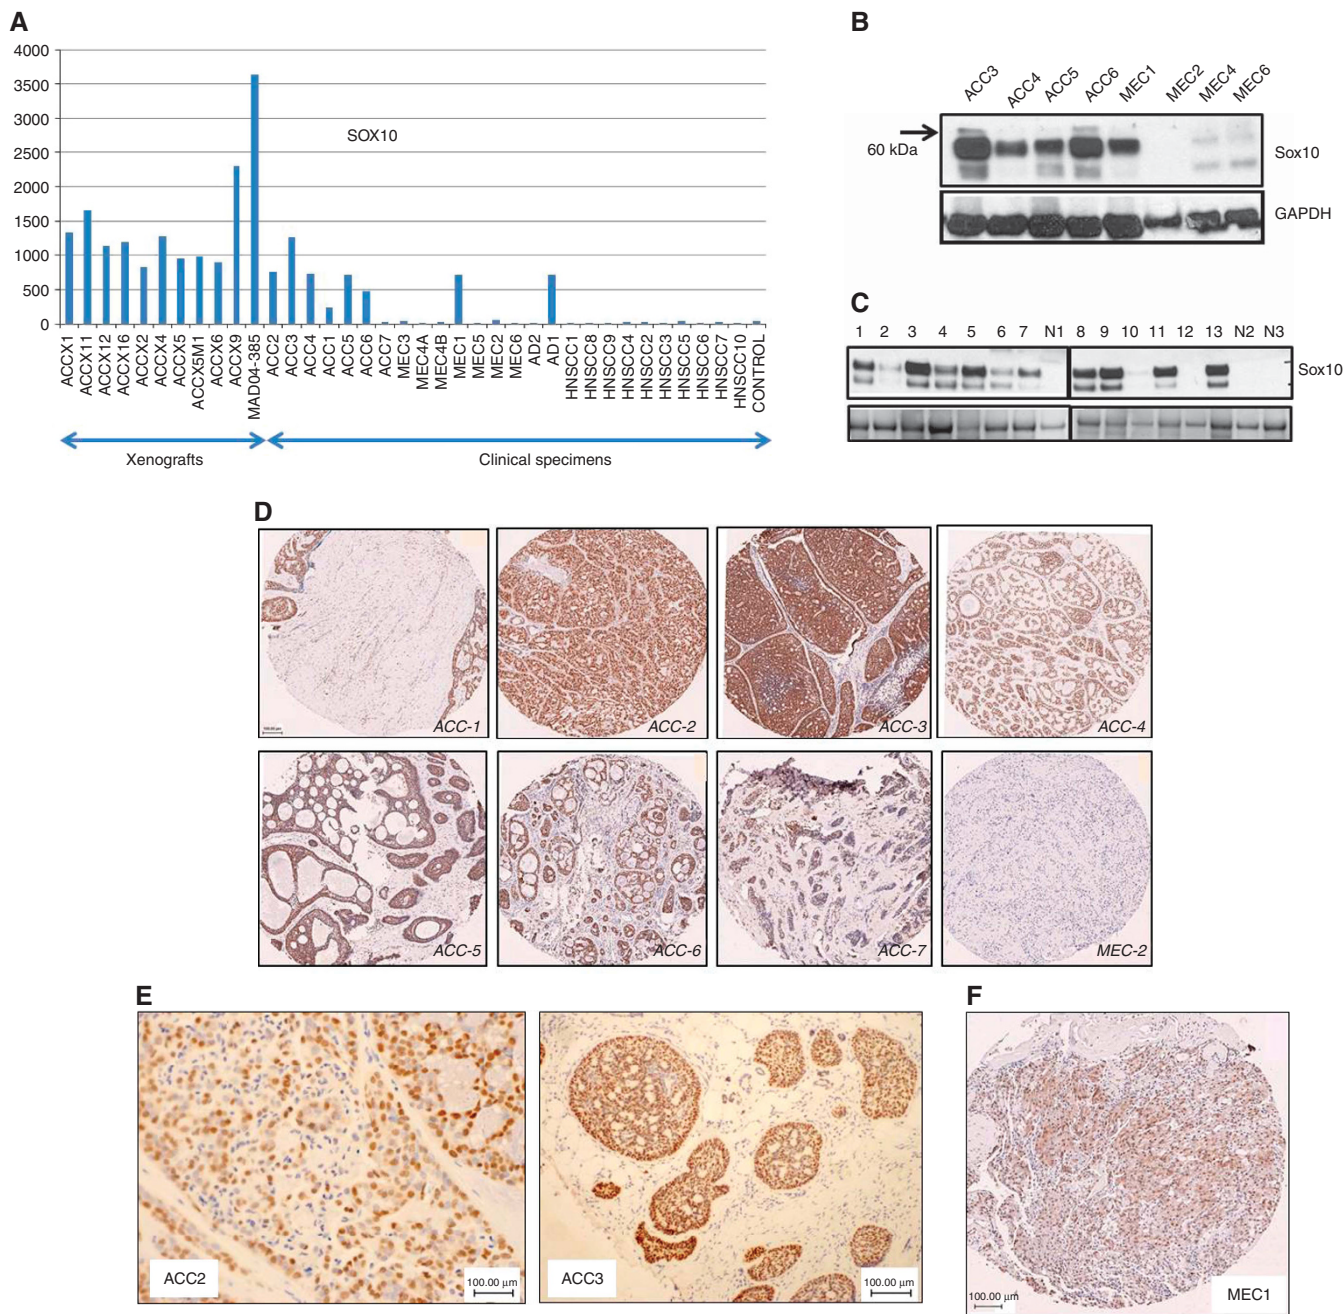 A
4000
3500
3000
2500
2000
1500
1000
500
0
SOX10
ACCX1
ACCX11
ACCX12
ACCX16
ACCX2
ACCX4
ACCX5
ACCX5M1
ACCX6
ACCX9
MAD04-385
ACC2
ACC3
ACC4
ACC1
ACC5
ACC6
ACC7
MEC3
MEC4A
MEC4B
MEC1
MEC5
MEC2
MEC6
AD2
AD1
HNSCC1
HNSCC8
HNSCC9
HNSCC4
HNSCC2
HNSCC3
HNSCC5
HNSCC6
HNSCC7
HNSCC10
CONTROL
Xenografts
Clinical specimens
B
ACC3
ACC4
ACC5
ACC6
MEC1
MEC2
MEC4
MEC6
60 kDa
Sox10
GAPDH
C
1 2 3 4 5 6 7 N1 8 9 10 11 12 13 N2 N3
Sox10
D
100.00 μm
ACC-1
ACC-2
ACC-3
ACC-4
ACC-5
ACC-6
ACC-7
MEC-2
E
ACC2
100.00 μm
ACC3
100.00 μm
F
100.00 μm
MEC1